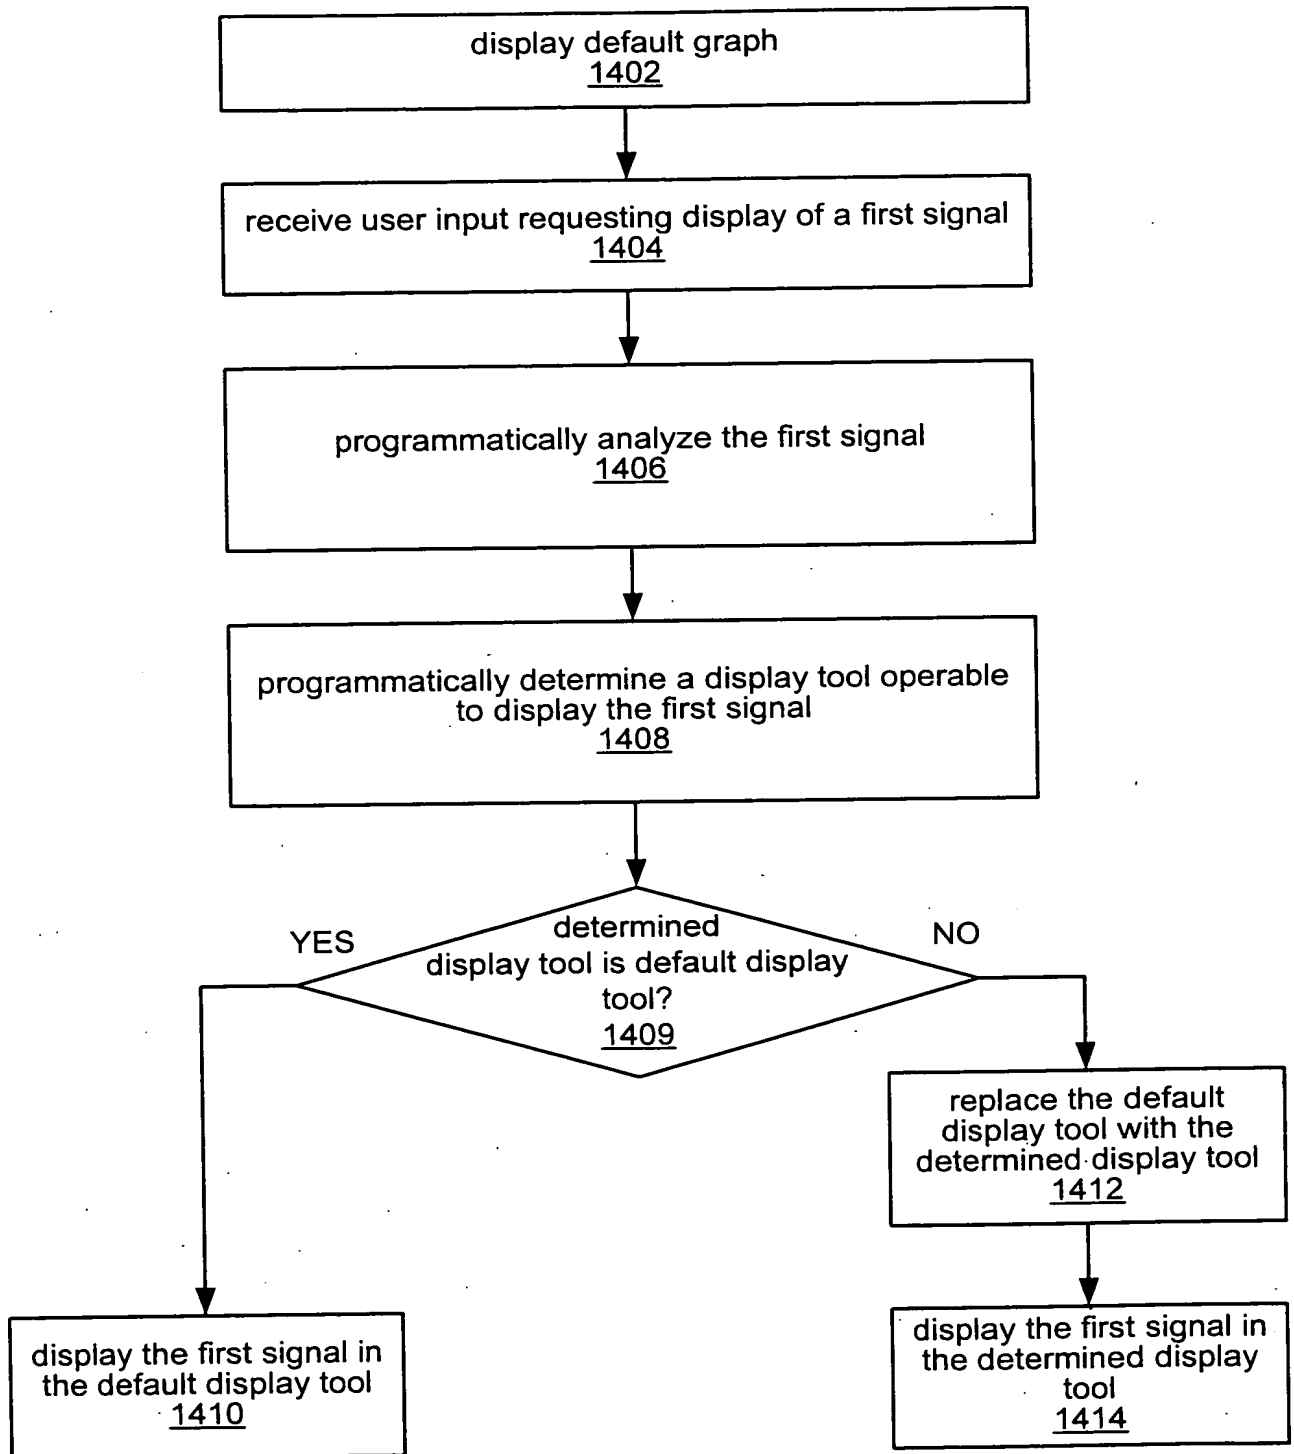 display default graph
1402
receive user input requesting display of a first signal
1404
programmatically analyze the first signal
1406
programmatically determine a display tool operable
to display the first signal
1408
YES
determined
display tool is default display
tool?
1409
NO
replace the default
display tool with the
determined display tool
1412
display the first signal in
the default display tool
1410
display the first signal in
the determined display
tool
1414